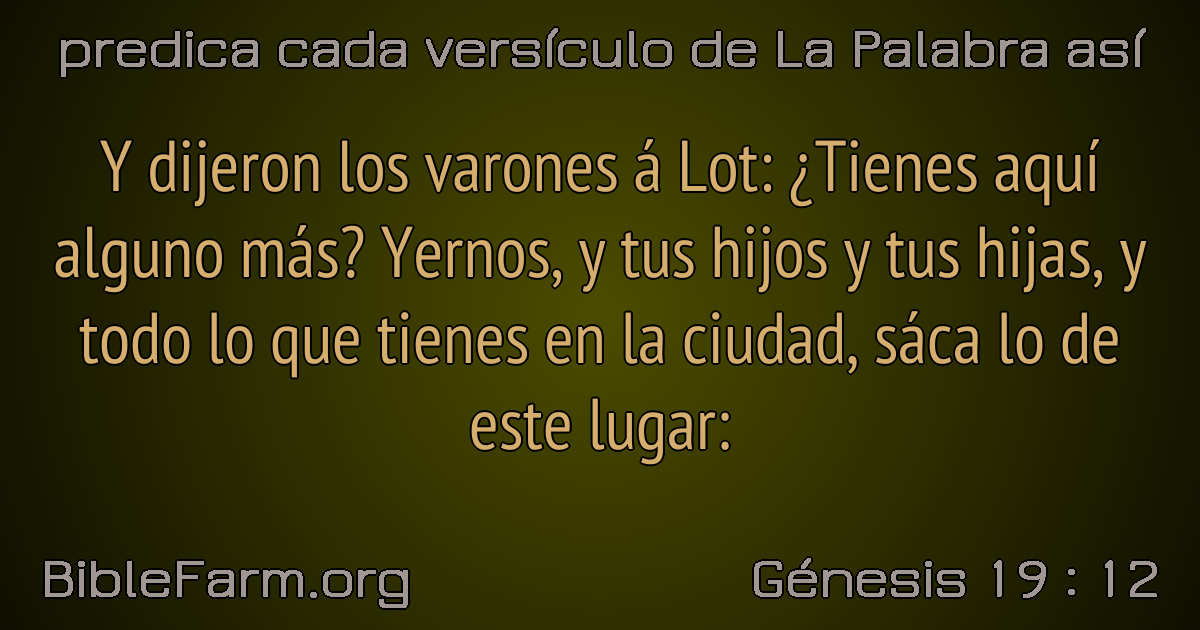 predica cada versículo de La Palabra así
Y dijeron los varones á Lot: ¿Tienes aquí
alguno más? Yernos, y tus hijos y tus hijas, y
todo lo que tienes en la ciudad, sáca lo de
este lugar:
BibleFarm.org
Génesis 19 : 12